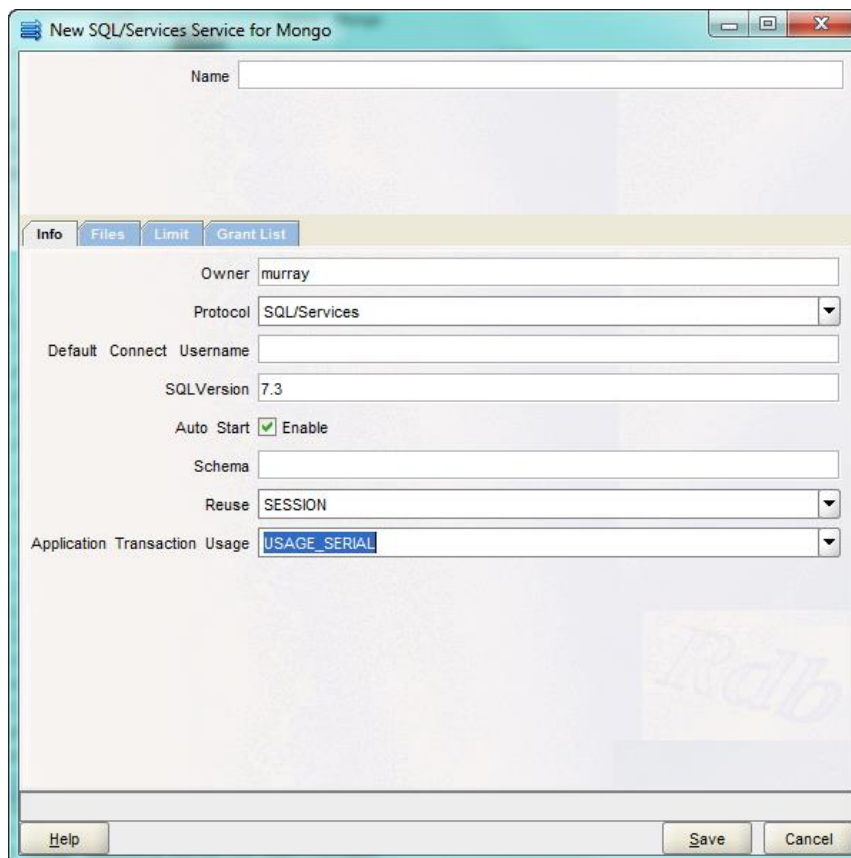 New SQL/Services Service for Mongo
Name
Info Files Limit Grant List
Owner murray
Protocol SQL/Services
Default Connect Username
SQLVersion 7.3
Auto Start Enable
Schema
Reuse SESSION
Application Transaction Usage USAGE_SERIAL
Rdb
Help Save Cancel